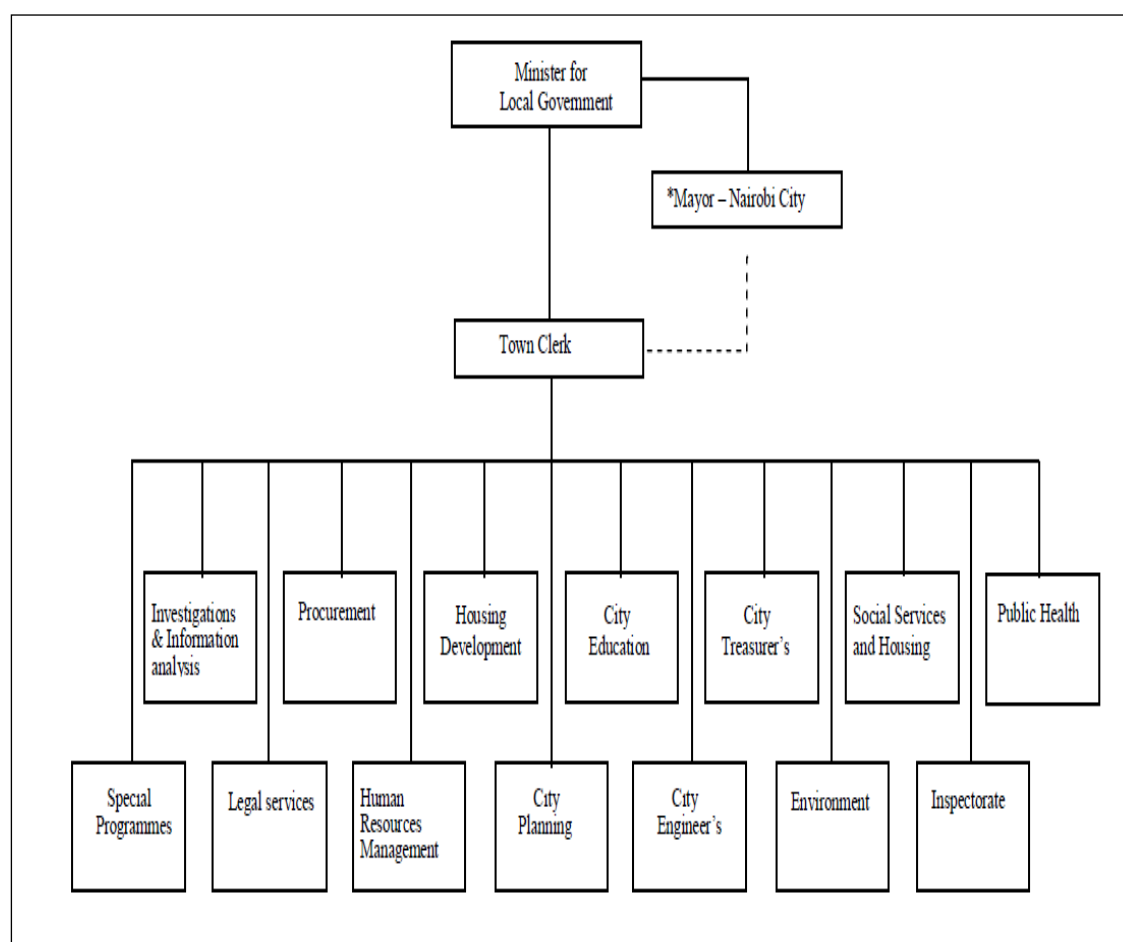 Minister for
Local Government
*Mayor – Nairobi City
Town Clerk
Investigations
& Information
analysis
Procurement
Housing
Development
City
Education
City
Treasurer’s
Social Services
and Housing
Public Health
Special
Programmes
Legal services
Human
Resources
Management
City
Planning
City
Engineer’s
Environment
Inspectorate